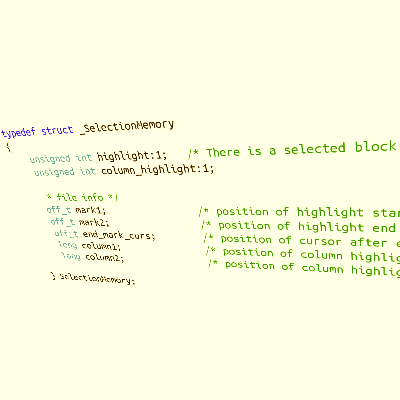 typedef struct _SelectionMemory
{
unsigned int highlight:1; /* There is a selected block
unsigned int column_highlight:1;
* file info */
off_t mark1; /* position of highlight star
off_t mark2; /* position of highlight end
off_t end_mark_curs; /* position of cursor after e
long column1; /* position of column highlig
long column2; /* position of column highlig
} SelectionMemory;